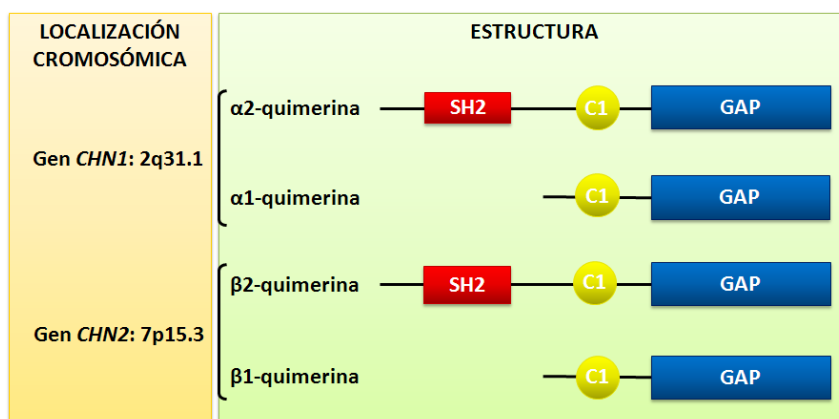 LOCALIZACIÓN
CROMOSÓMICA
ESTRUCTURA
Gen CHN1: 2q31.1
α2-quimerina
SH2
C1
GAP
α1-quimerina
C1
GAP
Gen CHN2: 7p15.3
β2-quimerina
SH2
C1
GAP
β1-quimerina
C1
GAP